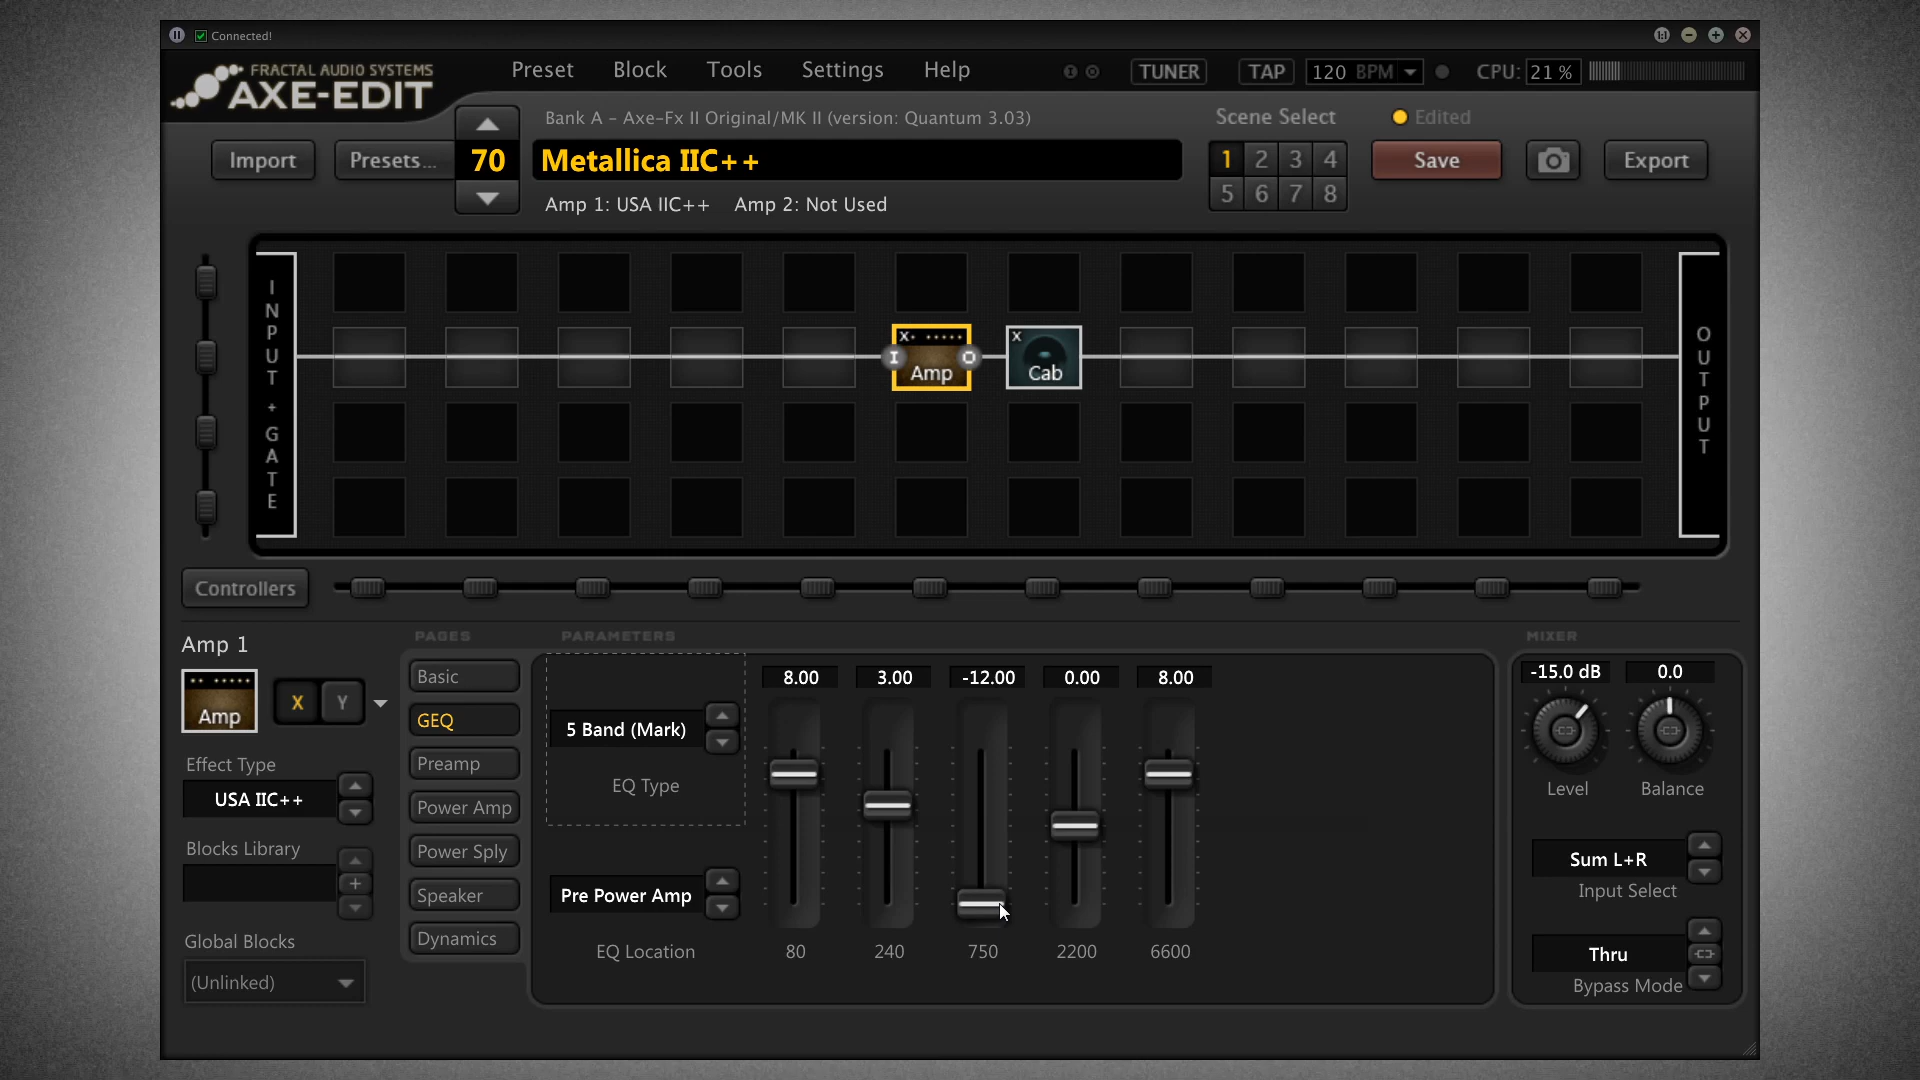 Connected!
FRACTAL AUDIO SYSTEMS
AXE-EDIT
Preset Block Tools Settings Help
TUNER TAP 120 BPM CPU: 21 %
Bank A – Axe-Fx II Original/MK II (version: Quantum 3.03)
Scene Select
Edited
Import Presets... 70 Metallica IIC++
1 2 3 4
Save Export
5 6 7 8
Amp 1: USA IIC++ Amp 2: Not Used
INPUT + GATE
X Amp
X Cab
I O
OUTPUT
Controllers
Amp 1
Amp
X Y
Effect Type
USA IIC++
Blocks Library
+
Global Blocks
(Unlinked)
PAGES
Basic
GEQ
Preamp
Power Amp
Power Sply
Speaker
Dynamics
PARAMETERS
5 Band (Mark)
EQ Type
Pre Power Amp
EQ Location
8.00 3.00 -12.00 0.00 8.00
80 240 750 2200 6600
MIXER
-15.0 dB 0.0
Level Balance
Sum L+R
Input Select
Thru
Bypass Mode